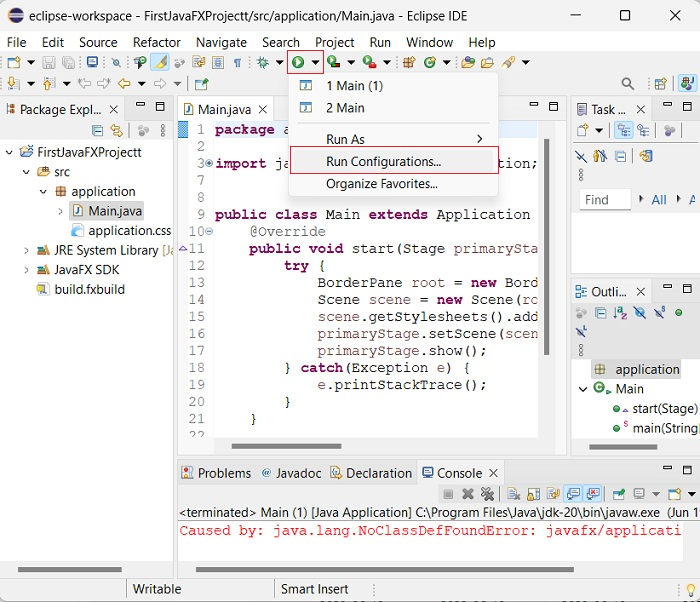 eclipse-workspace - FirstJavaFXProjectt/src/application/Main.java - Eclipse IDE
File Edit Source Refactor Navigate Search Project Run Window Help
Package Expl...
FirstJavaFXProjectt
src
application
Main.java
application.css
JRE System Library [Ja
JavaFX SDK
build.fxbuild
Main.java
1 package a
2
3 import ja
7
8
9 public class Main extends Application
10 @Override
11 public void start(Stage primarySta
12 try {
13 BorderPane root = new Bord
14 Scene scene = new Scene(ro
15 scene.getStylesheets().add
16 primaryStage.setScene(scen
17 primaryStage.show();
18 } catch(Exception e) {
19 e.printStackTrace();
20 }
21 }
22
tion;
1 Main (1)
2 Main
Run As
Run Configurations...
Organize Favorites...
Task ...
Find
All
A
Outli...
application
Main
start(Stage)
main(String
Problems @ Javadoc Declaration Console
<terminated> Main (1) [Java Application] C:\Program Files\Java\jdk-20\bin\javaw.exe (Jun 1
Caused by: java.lang.NoClassDefFoundError: javafx/applicati
Writable Smart Insert